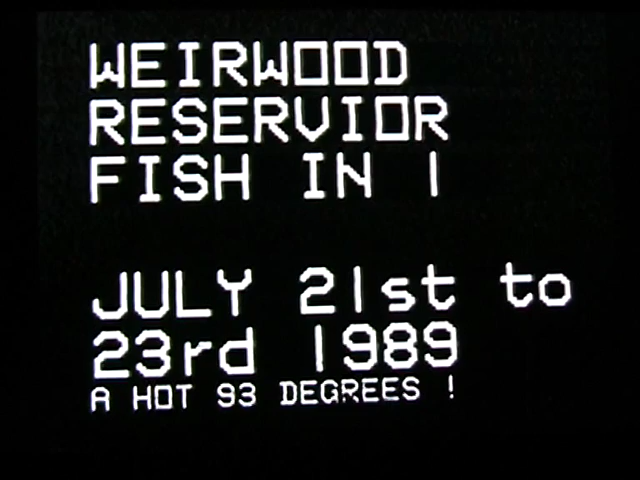 WEIRWOOD
RESERVIOR
FISH IN 1
JULY 21st to
23rd 1989
A HOT 93 DEGREES !